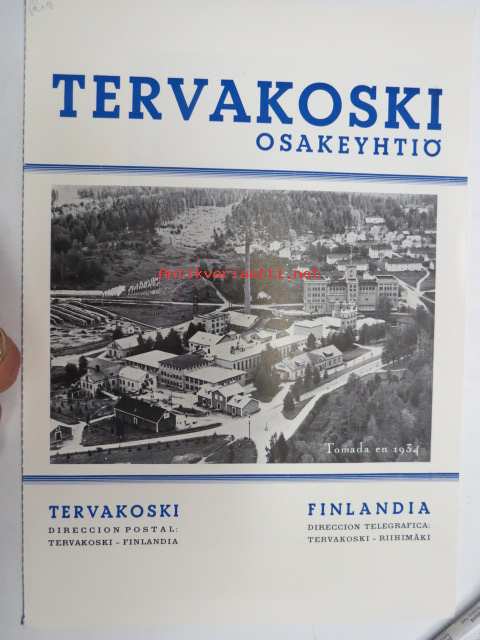 TERVAKOSKI
OSAKEYHTIÖ
antikvariaatti.net
Tomada en 1934
TERVAKOSKI
DIRECCION POSTAL:
TERVAKOSKI - FINLANDIA
FINLANDIA
DIRECCION TELEGRAFICA:
TERVAKOSKI - RIIHIMÄKI